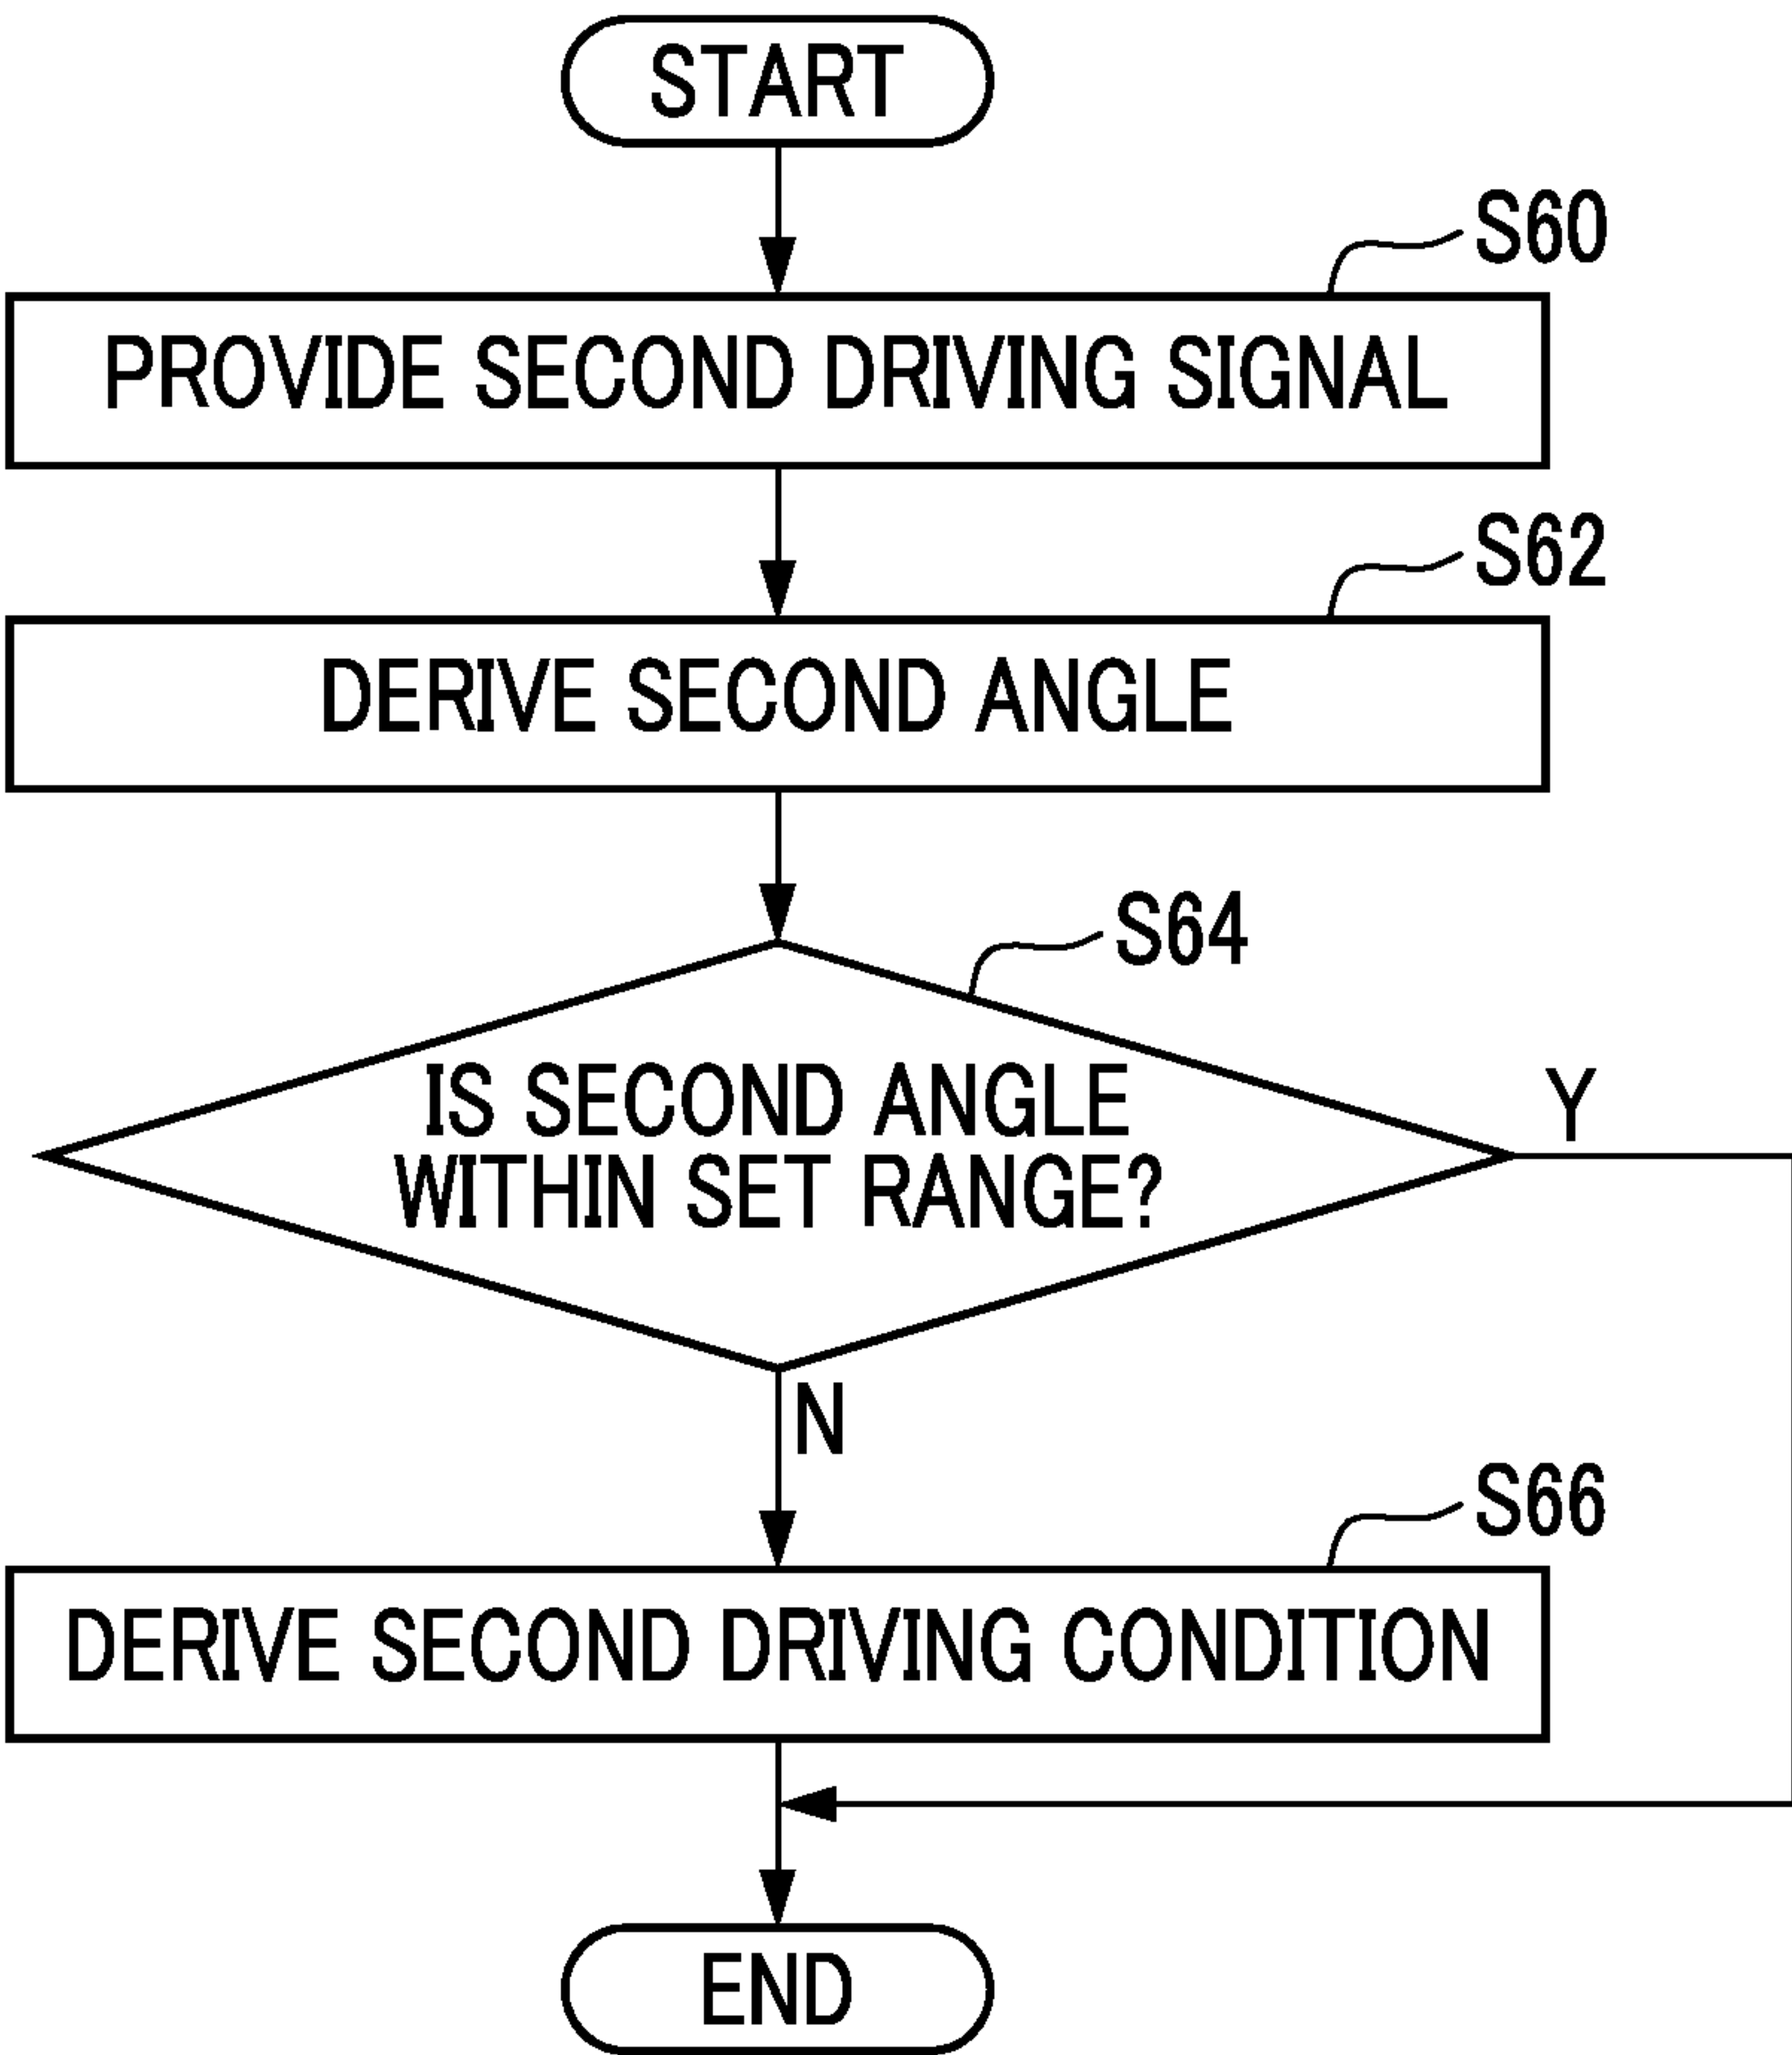 START
S60
PROVIDE SECOND DRIVING SIGNAL
S62
DERIVE SECOND ANGLE
S64
IS SECOND ANGLE
WITHIN SET RANGE?
Y
N
S66
DERIVE SECOND DRIVING CONDITION
END